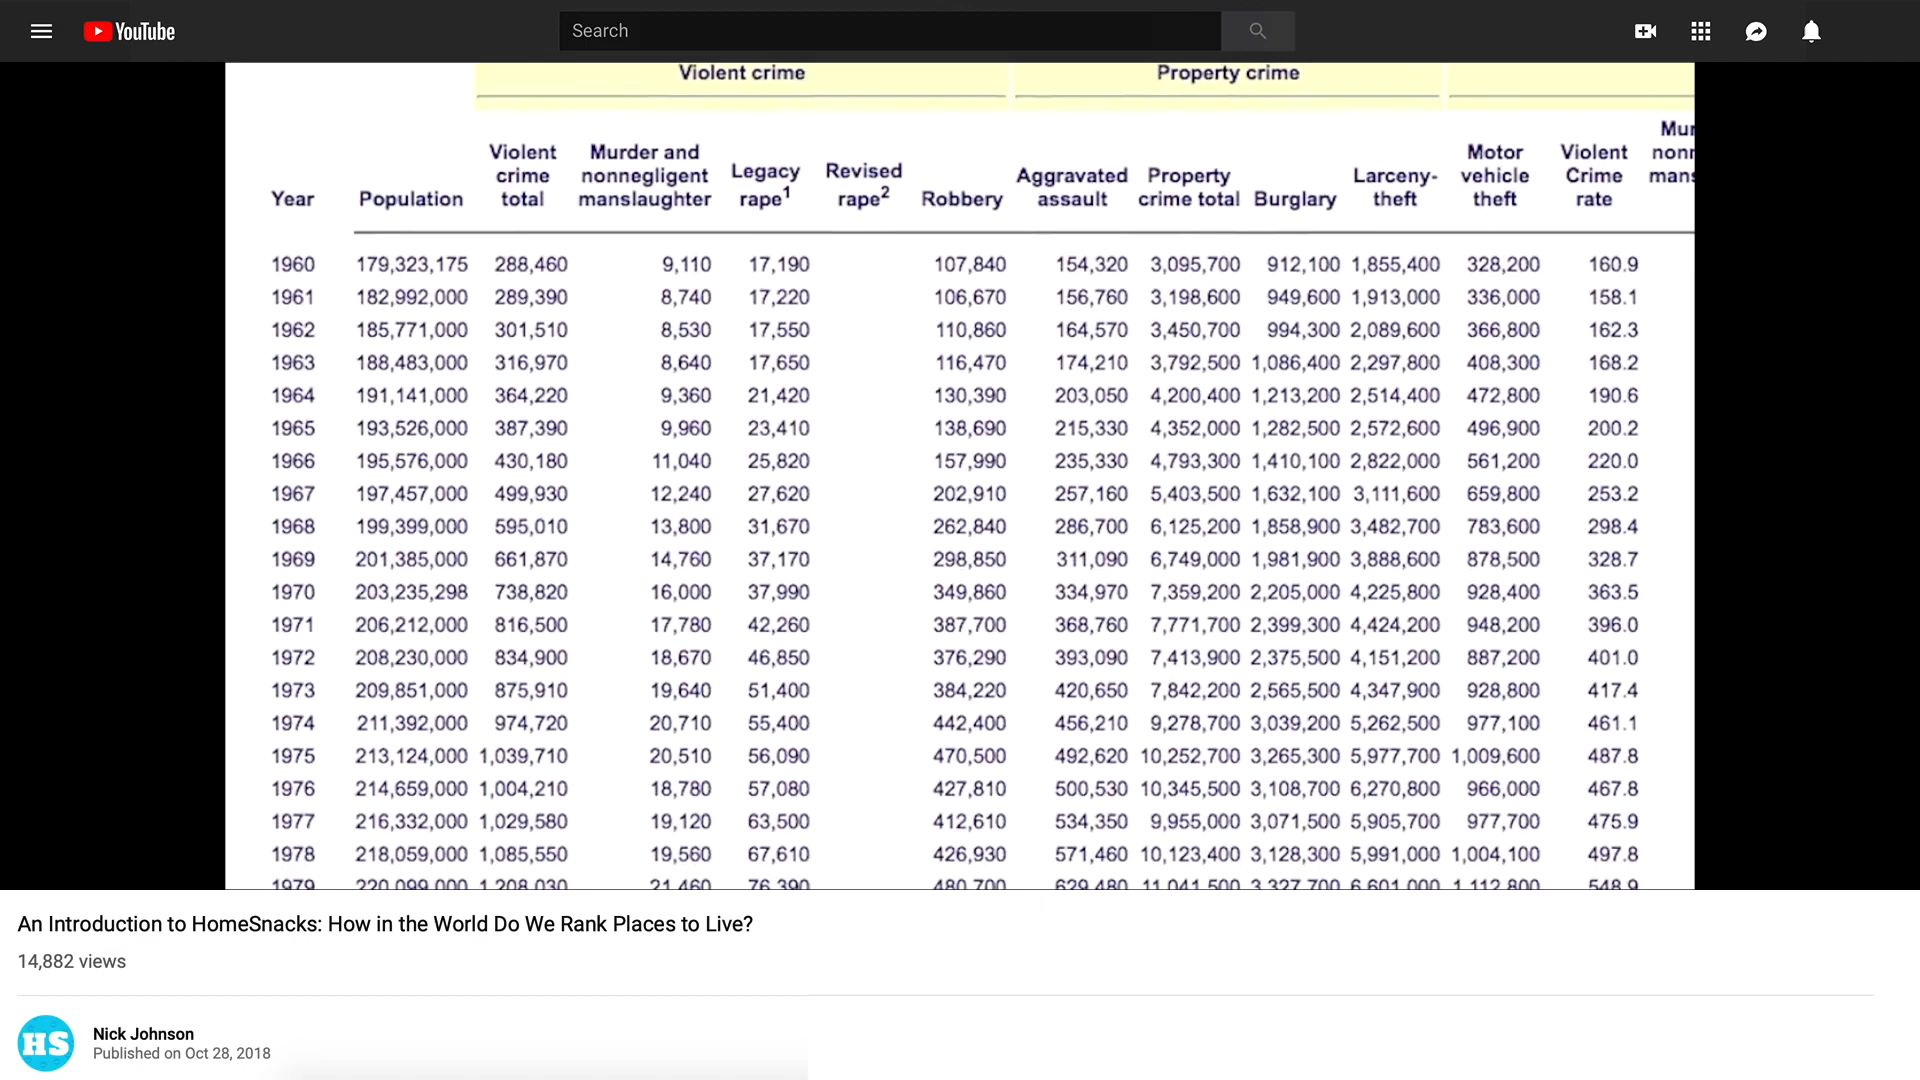 YouTube
Search
Violent crime Property crime
Year Population Violent crime total Murder and nonnegligent manslaughter Legacy rape1 Revised rape2 Robbery Aggravated assault Property crime total Burglary Larceny-theft Motor vehicle theft Violent Crime rate
1960 179,323,175 288,460 9,110 17,190 107,840 154,320 3,095,700 912,100 1,855,400 328,200 160.9
1961 182,992,000 289,390 8,740 17,220 106,670 156,760 3,198,600 949,600 1,913,000 336,000 158.1
1962 185,771,000 301,510 8,530 17,550 110,860 164,570 3,450,700 994,300 2,089,600 366,800 162.3
1963 188,483,000 316,970 8,640 17,650 116,470 174,210 3,792,500 1,086,400 2,297,800 408,300 168.2
1964 191,141,000 364,220 9,360 21,420 130,390 203,050 4,200,400 1,213,200 2,514,400 472,800 190.6
1965 193,526,000 387,390 9,960 23,410 138,690 215,330 4,352,000 1,282,500 2,572,600 496,900 200.2
1966 195,576,000 430,180 11,040 25,820 157,990 235,330 4,793,300 1,410,100 2,822,000 561,200 220.0
1967 197,457,000 499,930 12,240 27,620 202,910 257,160 5,403,500 1,632,100 3,111,600 659,800 253.2
1968 199,399,000 595,010 13,800 31,670 262,840 286,700 6,125,200 1,858,900 3,482,700 783,600 298.4
1969 201,385,000 661,870 14,760 37,170 298,850 311,090 6,749,000 1,981,900 3,888,600 878,500 328.7
1970 203,235,298 738,820 16,000 37,990 349,860 334,970 7,359,200 2,205,000 4,225,800 928,400 363.5
1971 206,212,000 816,500 17,780 42,260 387,700 368,760 7,771,700 2,399,300 4,424,200 948,200 396.0
1972 208,230,000 834,900 18,670 46,850 376,290 393,090 7,413,900 2,375,500 4,151,200 887,200 401.0
1973 209,851,000 875,910 19,640 51,400 384,220 420,650 7,842,200 2,565,500 4,347,900 928,800 417.4
1974 211,392,000 974,720 20,710 55,400 442,400 456,210 9,278,700 3,039,200 5,262,500 977,100 461.1
1975 213,124,000 1,039,710 20,510 56,090 470,500 492,620 10,252,700 3,265,300 5,977,700 1,009,600 487.8
1976 214,659,000 1,004,210 18,780 57,080 427,810 500,530 10,345,500 3,108,700 6,270,800 966,000 467.8
1977 216,332,000 1,029,580 19,120 63,500 412,610 534,350 9,955,000 3,071,500 5,905,700 977,700 475.9
1978 218,059,000 1,085,550 19,560 67,610 426,930 571,460 10,123,400 3,128,300 5,991,000 1,004,100 497.8
1979 220,099,000 1,208,030 21,460 76,390 480,700 629,480 11,041,500 3,327,700 6,601,000 1,112,800 548.9
An Introduction to HomeSnacks: How in the World Do We Rank Places to Live?
14,882 views
HS
Nick Johnson
Published on Oct 28, 2018